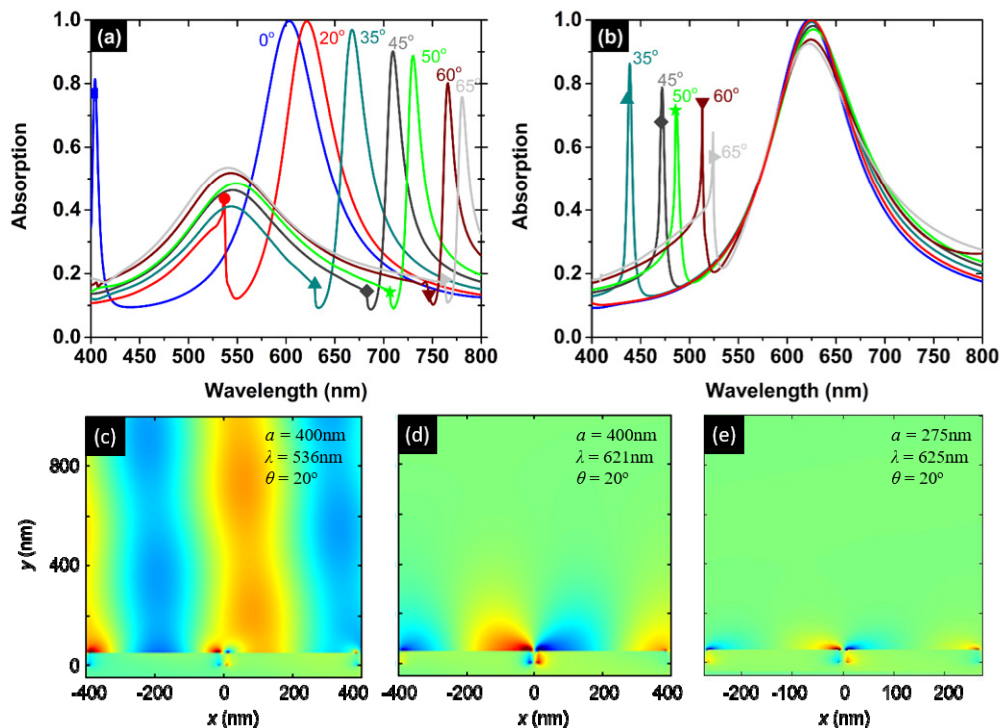 (a)
0°
20°
35°
45°
50°
60°
65°
1.0
0.8
0.6
0.4
0.2
0.0
Absorption
400 450 500 550 600 650 700 750 800
Wavelength (nm)
(b)
35°
45°
50°
60°
65°
1.0
0.8
0.6
0.4
0.2
0.0
Absorption
400 450 500 550 600 650 700 750 800
Wavelength (nm)
(c)
a = 400nm
λ = 536nm
θ = 20°
800
400
0
y (nm)
-400 -200 0 200 400
x (nm)
(d)
a = 400nm
λ = 621nm
θ = 20°
-400 -200 0 200 400
x (nm)
(e)
a = 275nm
λ = 625nm
θ = 20°
-200 -100 0 100 200
x (nm)